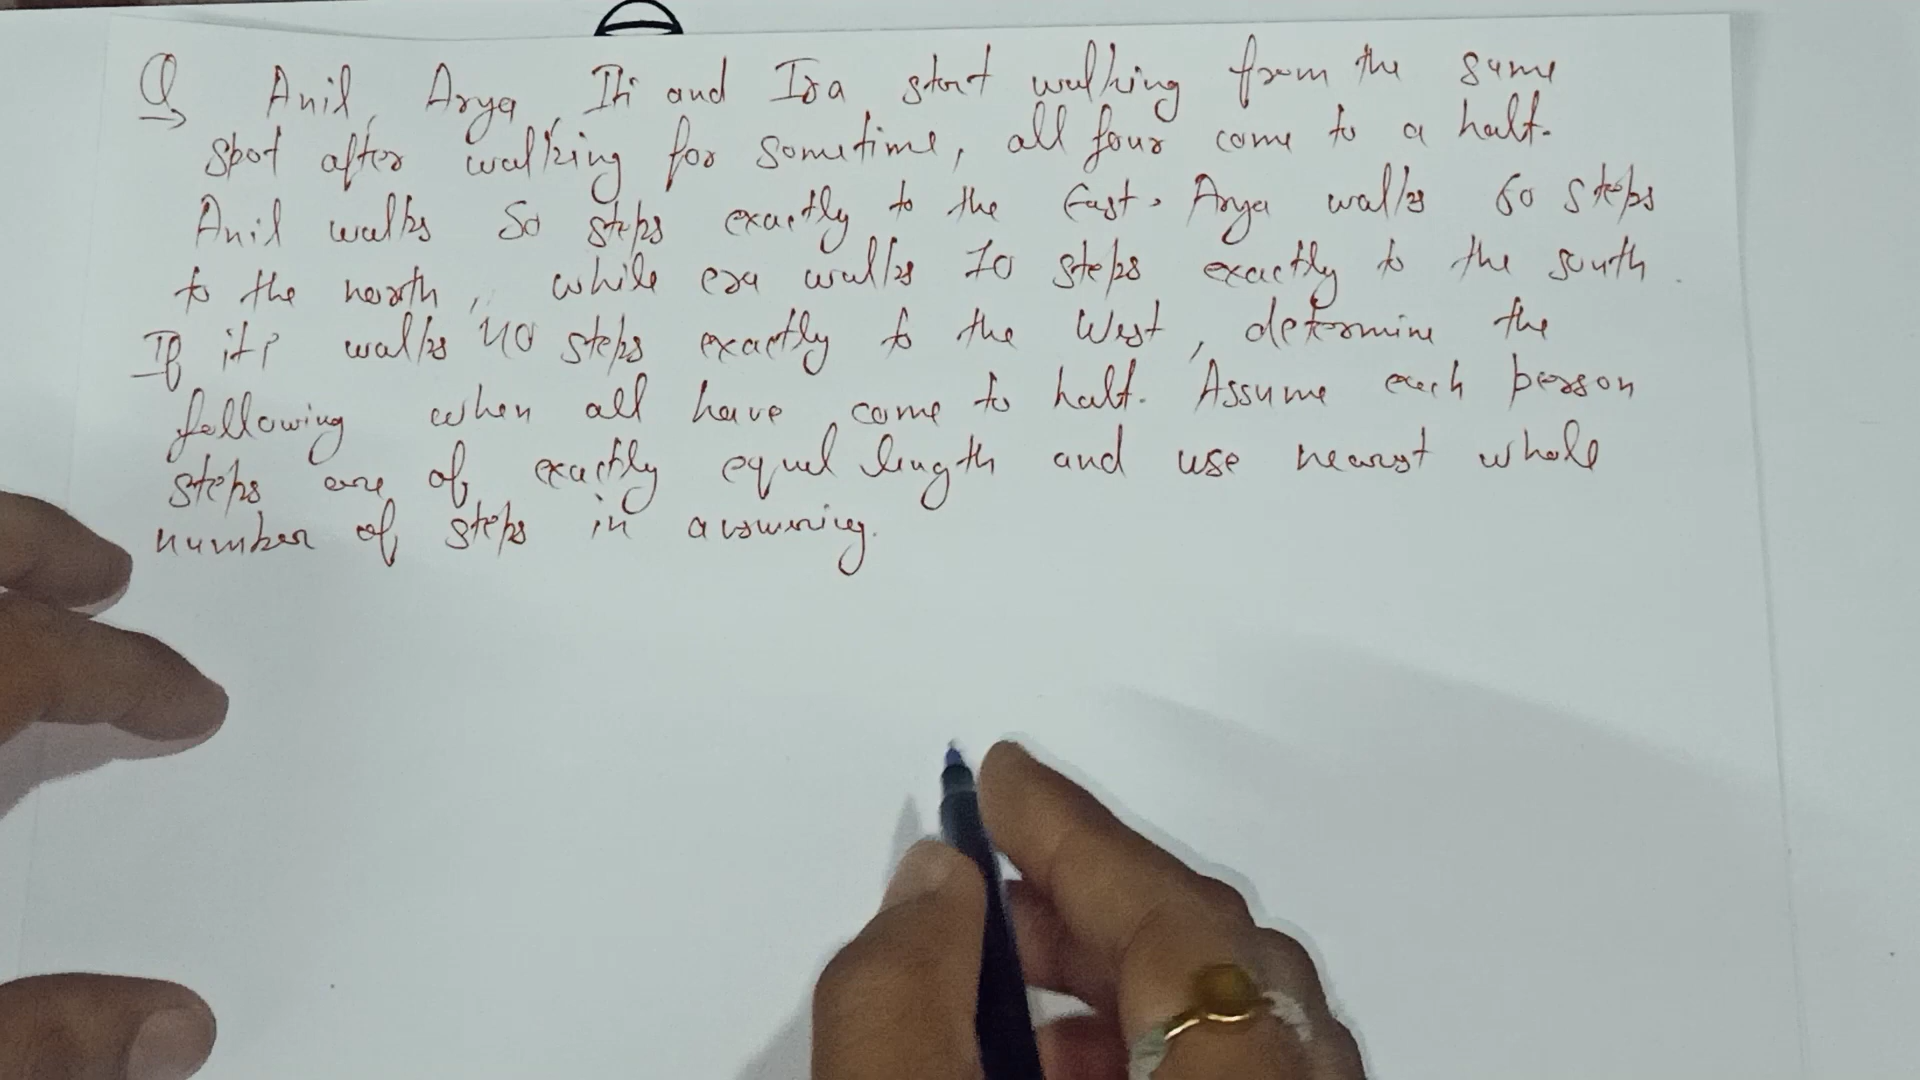 Q Anil, Arya, Iti and Ira start walking from the same
spot after walking for sometime, all four come to a halt.
Anil walks 50 steps exactly to the East. Arya walks 60 steps
to the north, while era walks 70 steps exactly to the south.
If iti walks 40 steps exactly to the West, determine the
following when all have come to halt. Assume each person
steps are of exactly equal length and use nearest whole
number of steps in